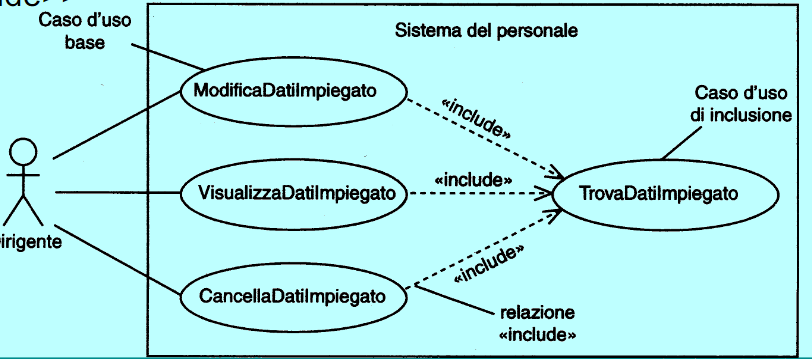 Caso d'uso
base
Sistema del personale
ModificaDatiImpiegato
«include»
Caso d'uso
di inclusione
VisualizzaDatiImpiegato
«include»
TrovaDatiImpiegato
irigente
«include»
CancellaDatiImpiegato
relazione
«include»